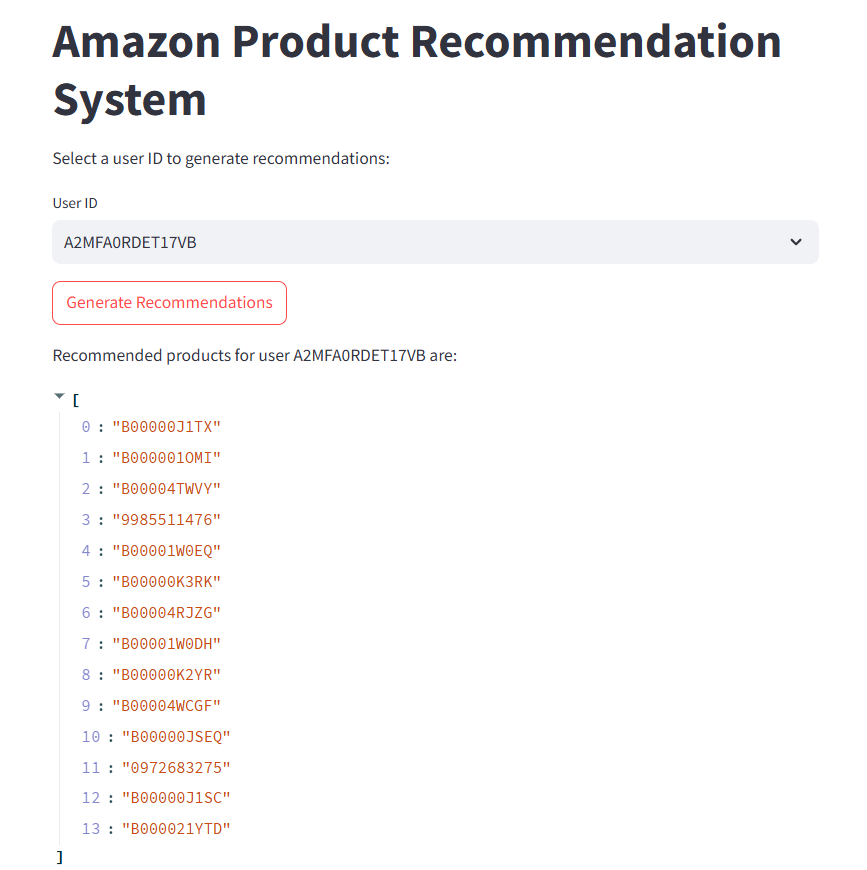 Amazon Product Recommendation
System
Select a user ID to generate recommendations:
User ID
A2MFA0RDET17VB
Generate Recommendations
Recommended products for user A2MFA0RDET17VB are:
[
0 : "B00000J1TX"
1 : "B000001OMI"
2 : "B00004TWVY"
3 : "9985511476"
4 : "B00001W0EQ"
5 : "B00000K3RK"
6 : "B00004RJZG"
7 : "B00001W0DH"
8 : "B00000K2YR"
9 : "B00004WCGF"
10 : "B00000JSEQ"
11 : "0972683275"
12 : "B00000J1SC"
13 : "B000021YTD"
]